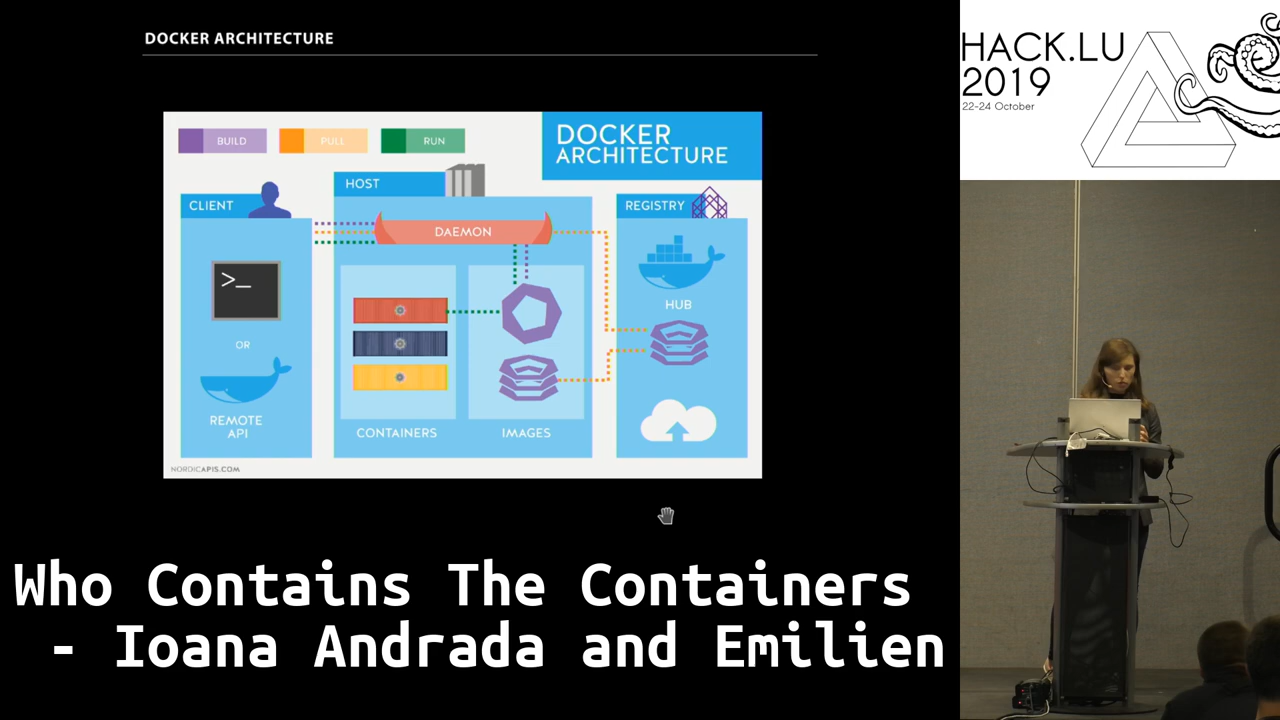 DOCKER ARCHITECTURE
BUILD
PULL
RUN
DOCKER
ARCHITECTURE
HOST
CLIENT
REGISTRY
DAEMON
>_
HUB
OR
REMOTE
API
CONTAINERS
IMAGES
NORDICAPIS.COM
Who Contains The Containers
- Ioana Andrada and Emilien
HACK.LU
2019
22-24 October